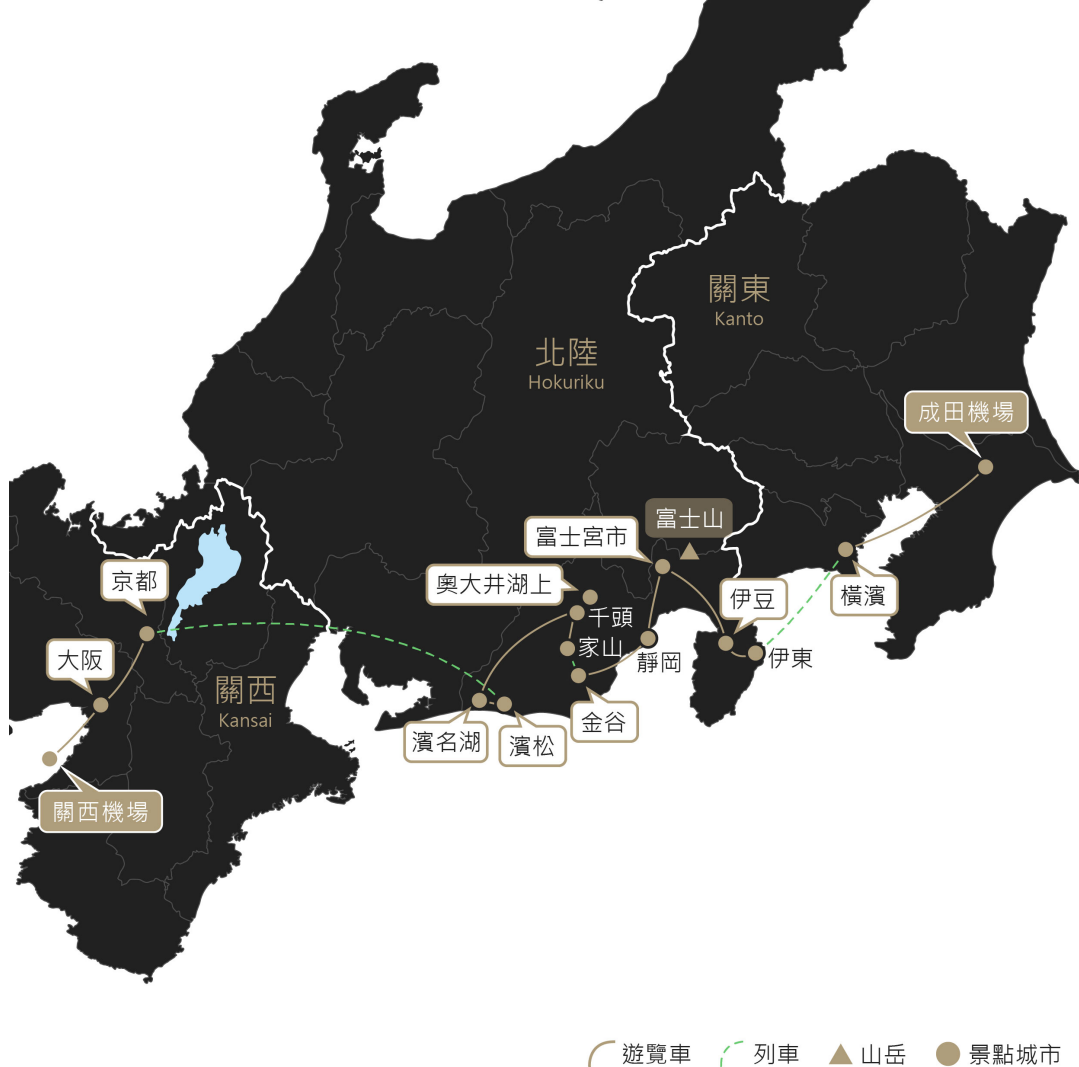 關東
Kanto
北陸
Hokuriku
成田機場
富士山
富士宮市
京都
奧大井湖上
伊豆
橫濱
千頭
家山
大阪
靜岡
伊東
關西
Kansai
金谷
濱名湖
濱松
關西機場
遊覽車
列車
山岳
景點城市